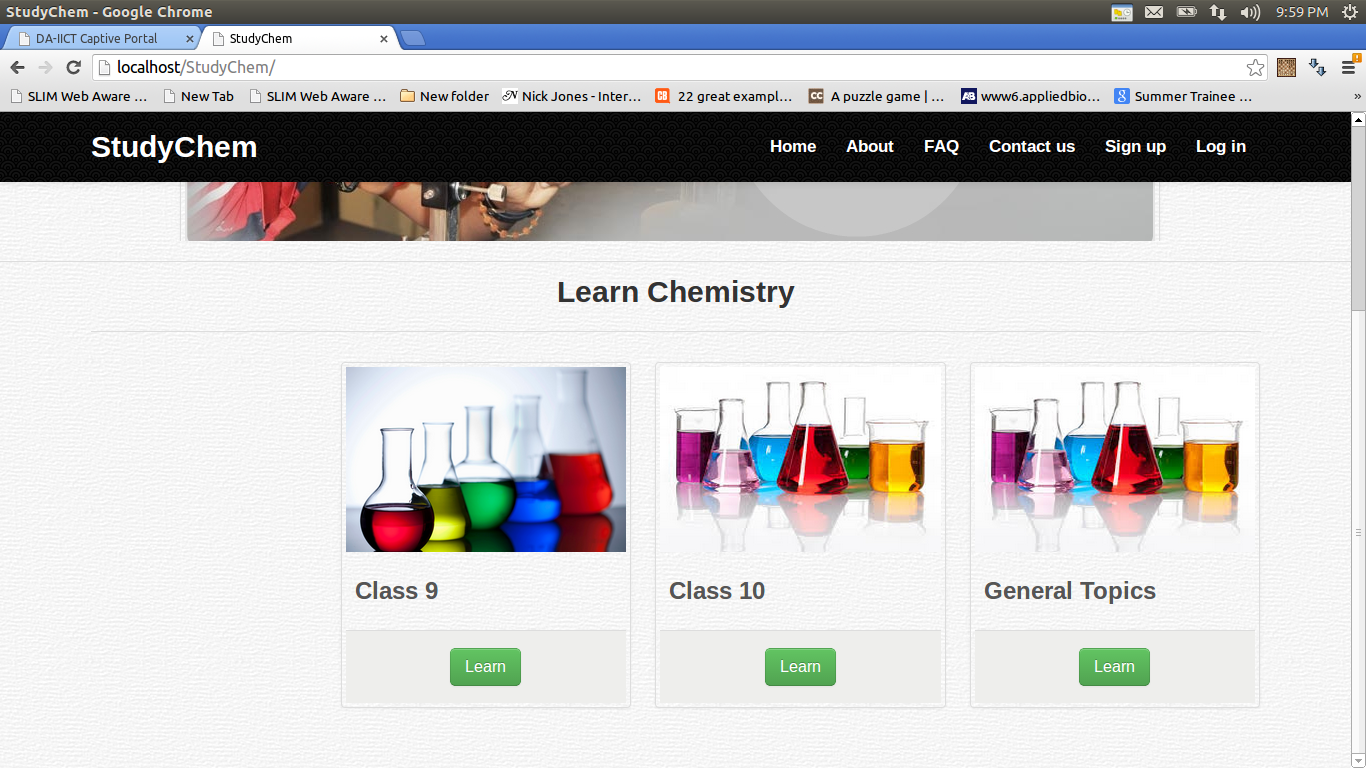 StudyChem - Google Chrome
9:59 PM
DA-IICT Captive Portal
StudyChem
localhost/StudyChem/
SLIM Web Aware ... New Tab SLIM Web Aware ... New folder Nick Jones - Inter... 22 great exampl... A puzzle game | ... www6.appliedbio... Summer Trainee ... »
StudyChem
Home About FAQ Contact us Sign up Log in
Learn Chemistry
Class 9
Class 10
General Topics
Learn
Learn
Learn